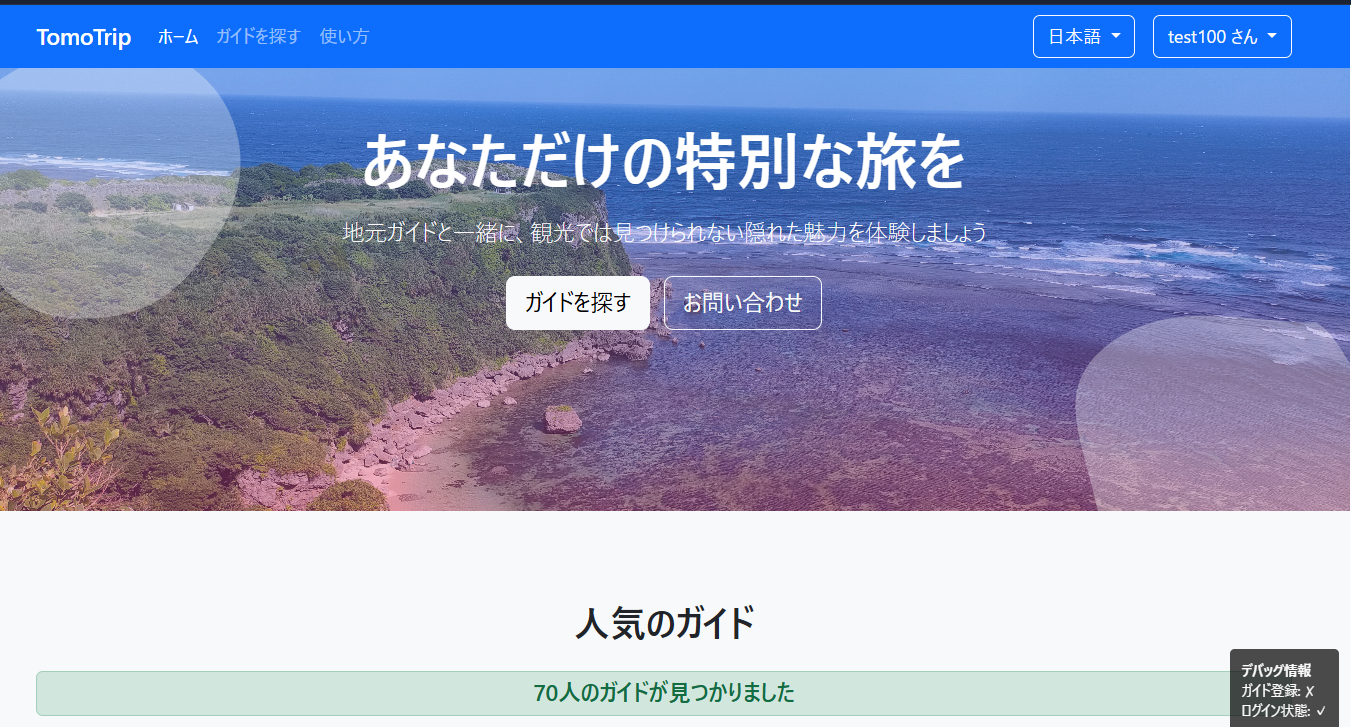 TomoTrip ホーム ガイドを探す 使い方 日本語 test100 さん
あなただけの特別な旅を
地元ガイドと一緒に、観光では見つけられない隠れた魅力を体験しましょう
ガイドを探す お問い合わせ
人気のガイド
70人のガイドが見つかりました
デバッグ情報
ガイド登録: ✗
ログイン状態: ✓